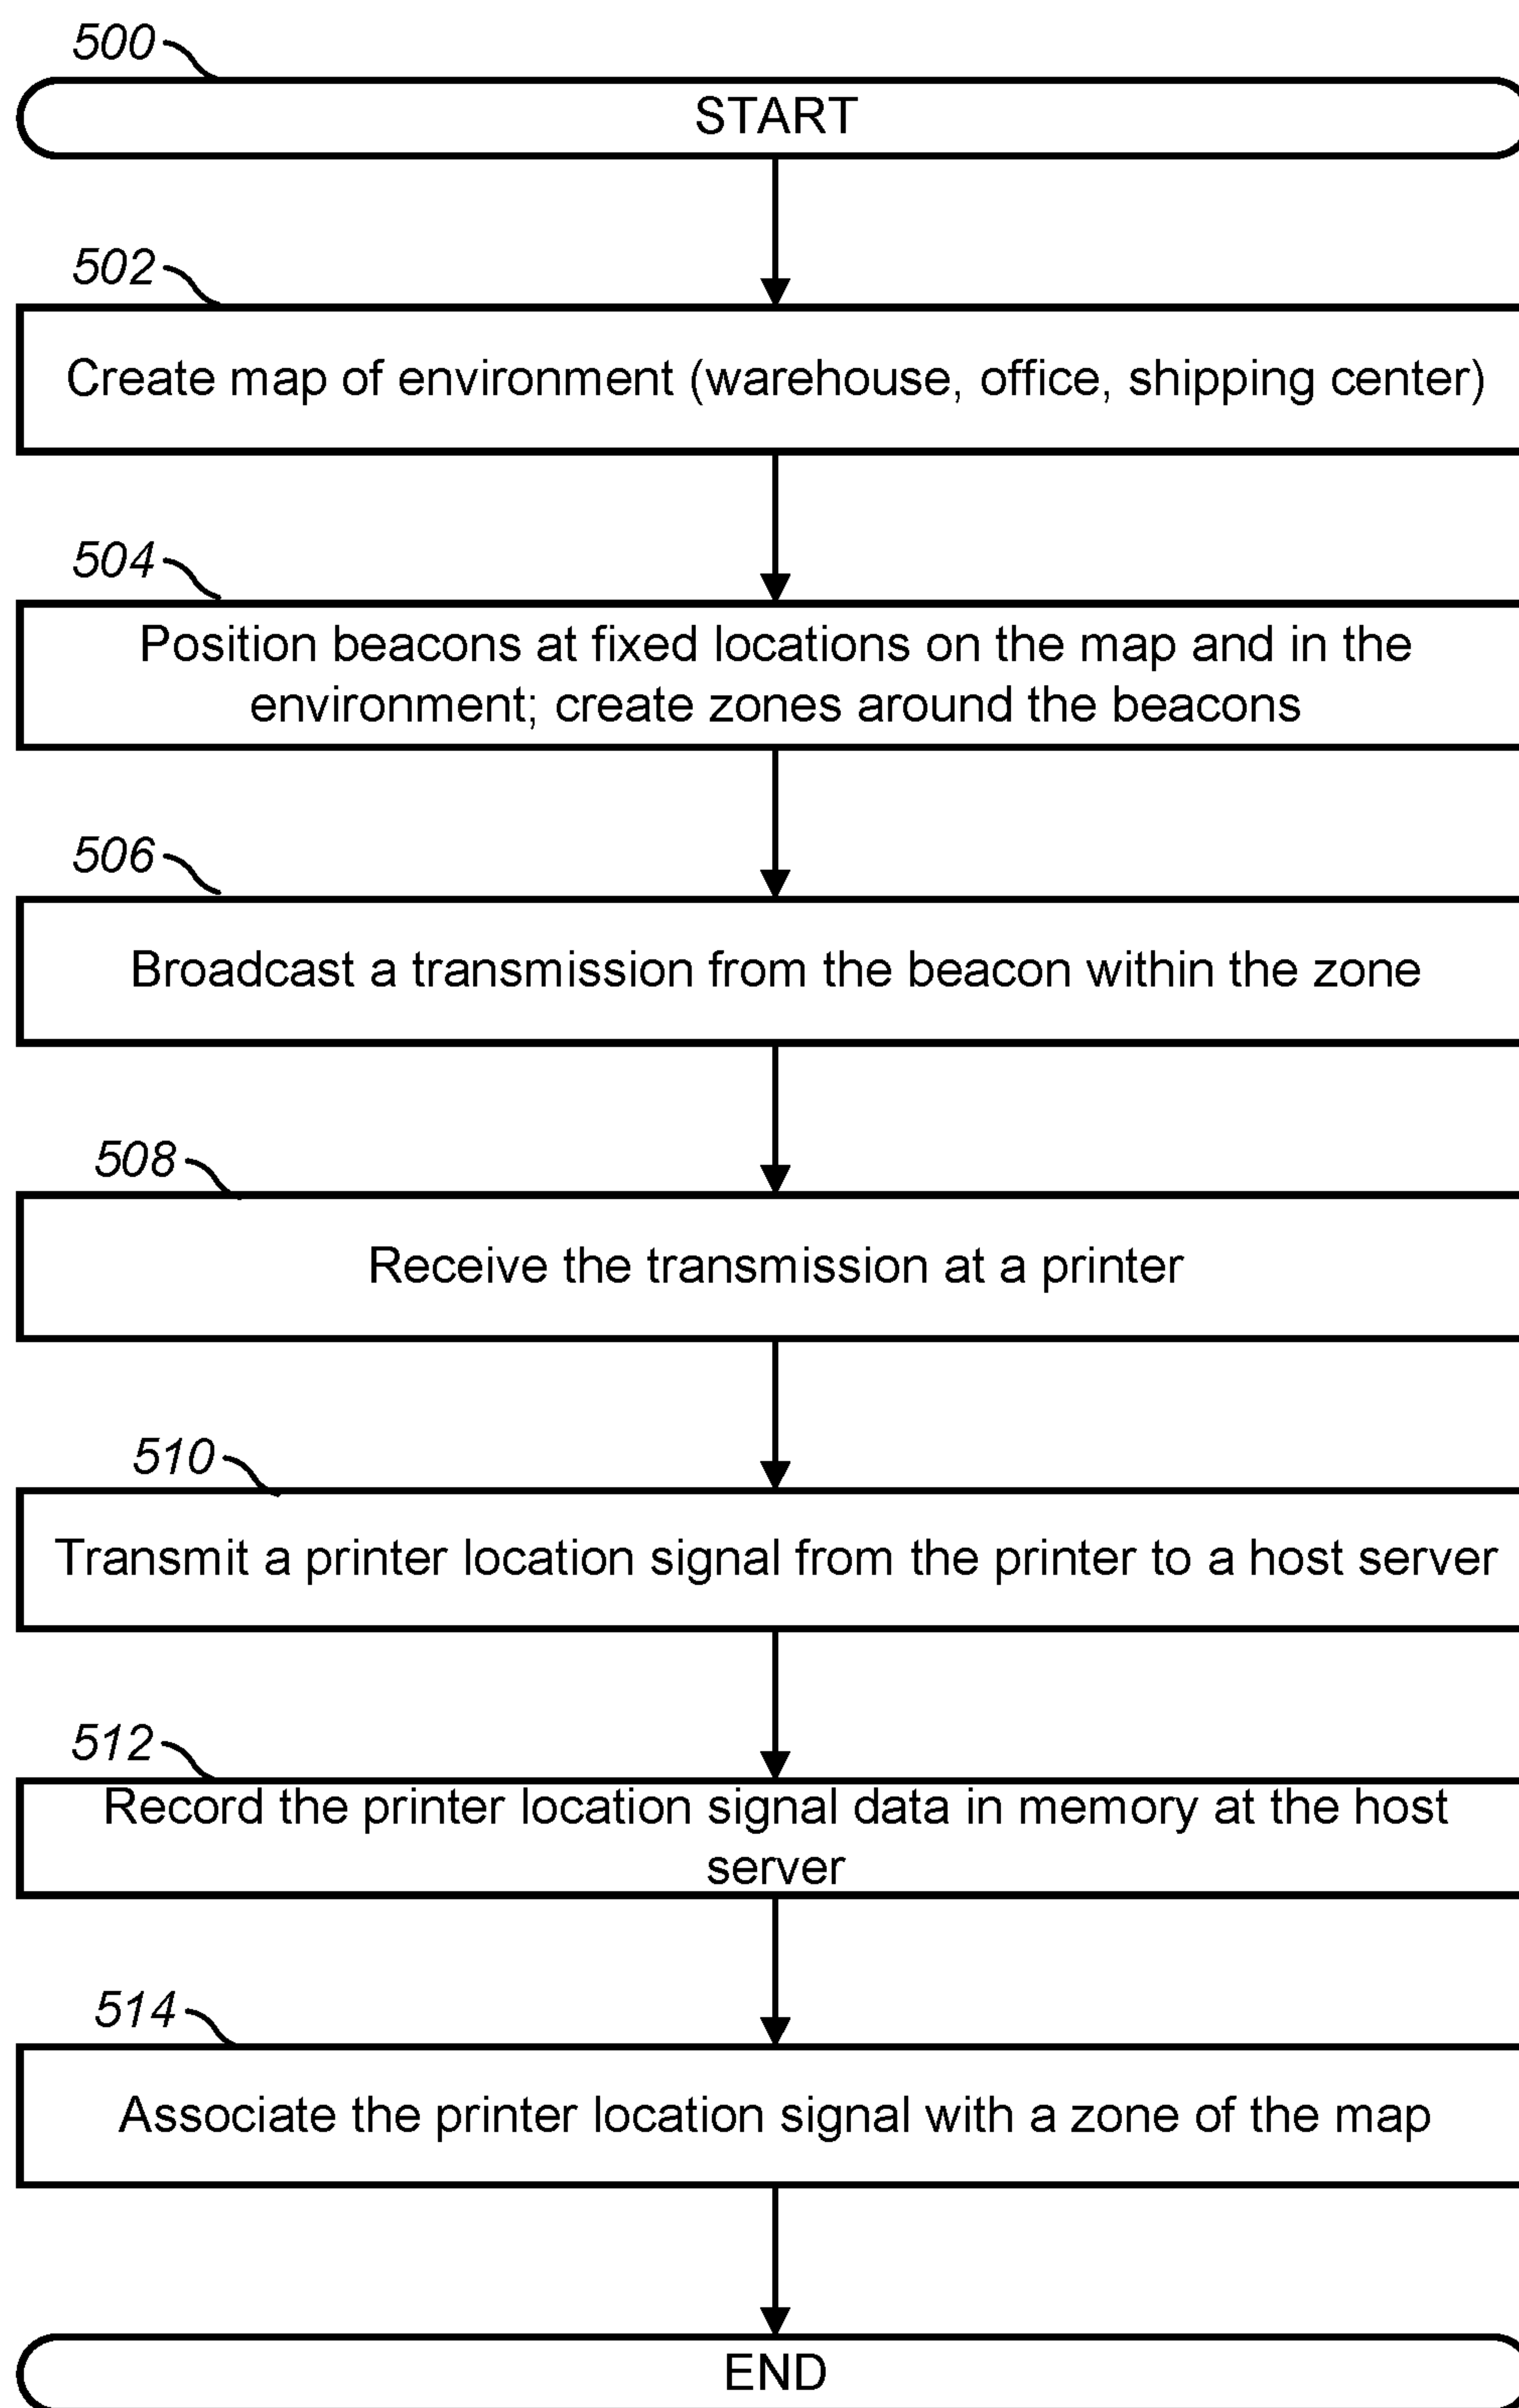 500
START
502
Create map of environment (warehouse, office, shipping center)
504
Position beacons at fixed locations on the map and in the
environment; create zones around the beacons
506
Broadcast a transmission from the beacon within the zone
508
Receive the transmission at a printer
510
Transmit a printer location signal from the printer to a host server
512
Record the printer location signal data in memory at the host
server
514
Associate the printer location signal with a zone of the map
END